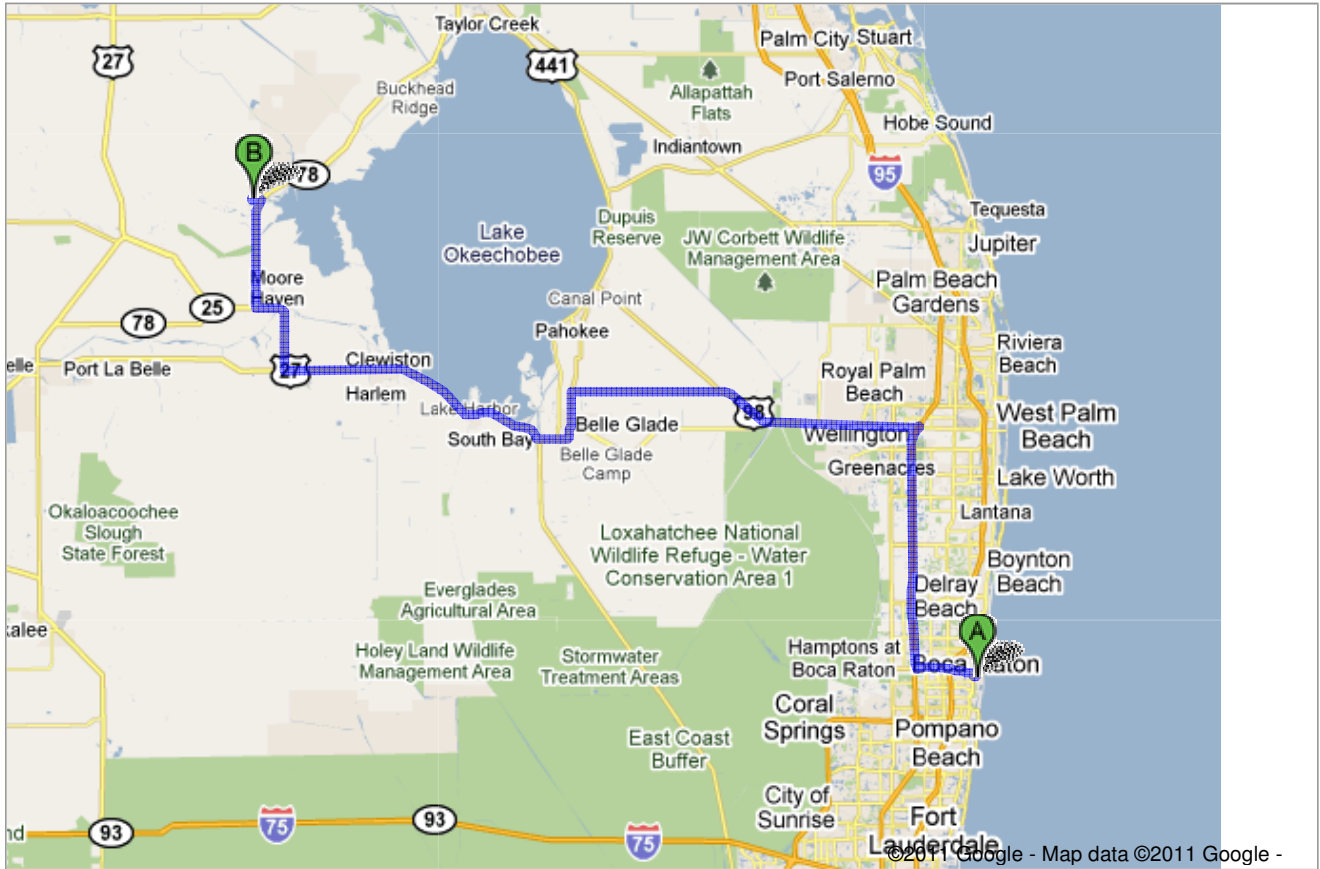 Taylor Creek
Palm City
Stuart
27
441
Port Salerno
Buckhead
Ridge
Allapattah
Flats
Hobe Sound
B
Indiantown
78
95
Tequesta
Lake
Okeechobee
Dupuis
Reserve
JW Corbett Wildlife
Management Area
Jupiter
Moore
Haven
Palm Beach
Gardens
Canal Point
25
78
Pahokee
Riviera
Beach
elle
Port La Belle
27
Clewiston
Royal Palm
Beach
Harlem
Lake Harbor
98
West Palm
Beach
South Bay
Belle Glade
Wellington
Belle Glade
Camp
Greenacres
Lake Worth
Okaloacoochee
Slough
State Forest
Lantana
Loxahatchee National
Wildlife Refuge - Water
Conservation Area 1
Boynton
Beach
Everglades
Agricultural Area
Delray
Beach
kalee
A
Holey Land Wildlife
Management Area
Stormwater
Treatment Areas
Hamptons at
Boca Raton
Boca Raton
Coral
Springs
East Coast
Buffer
Pompano
Beach
City of
Sunrise
Fort
Lauderdale
nd
93
75
93
75
©2011 Google - Map data ©2011 Google -